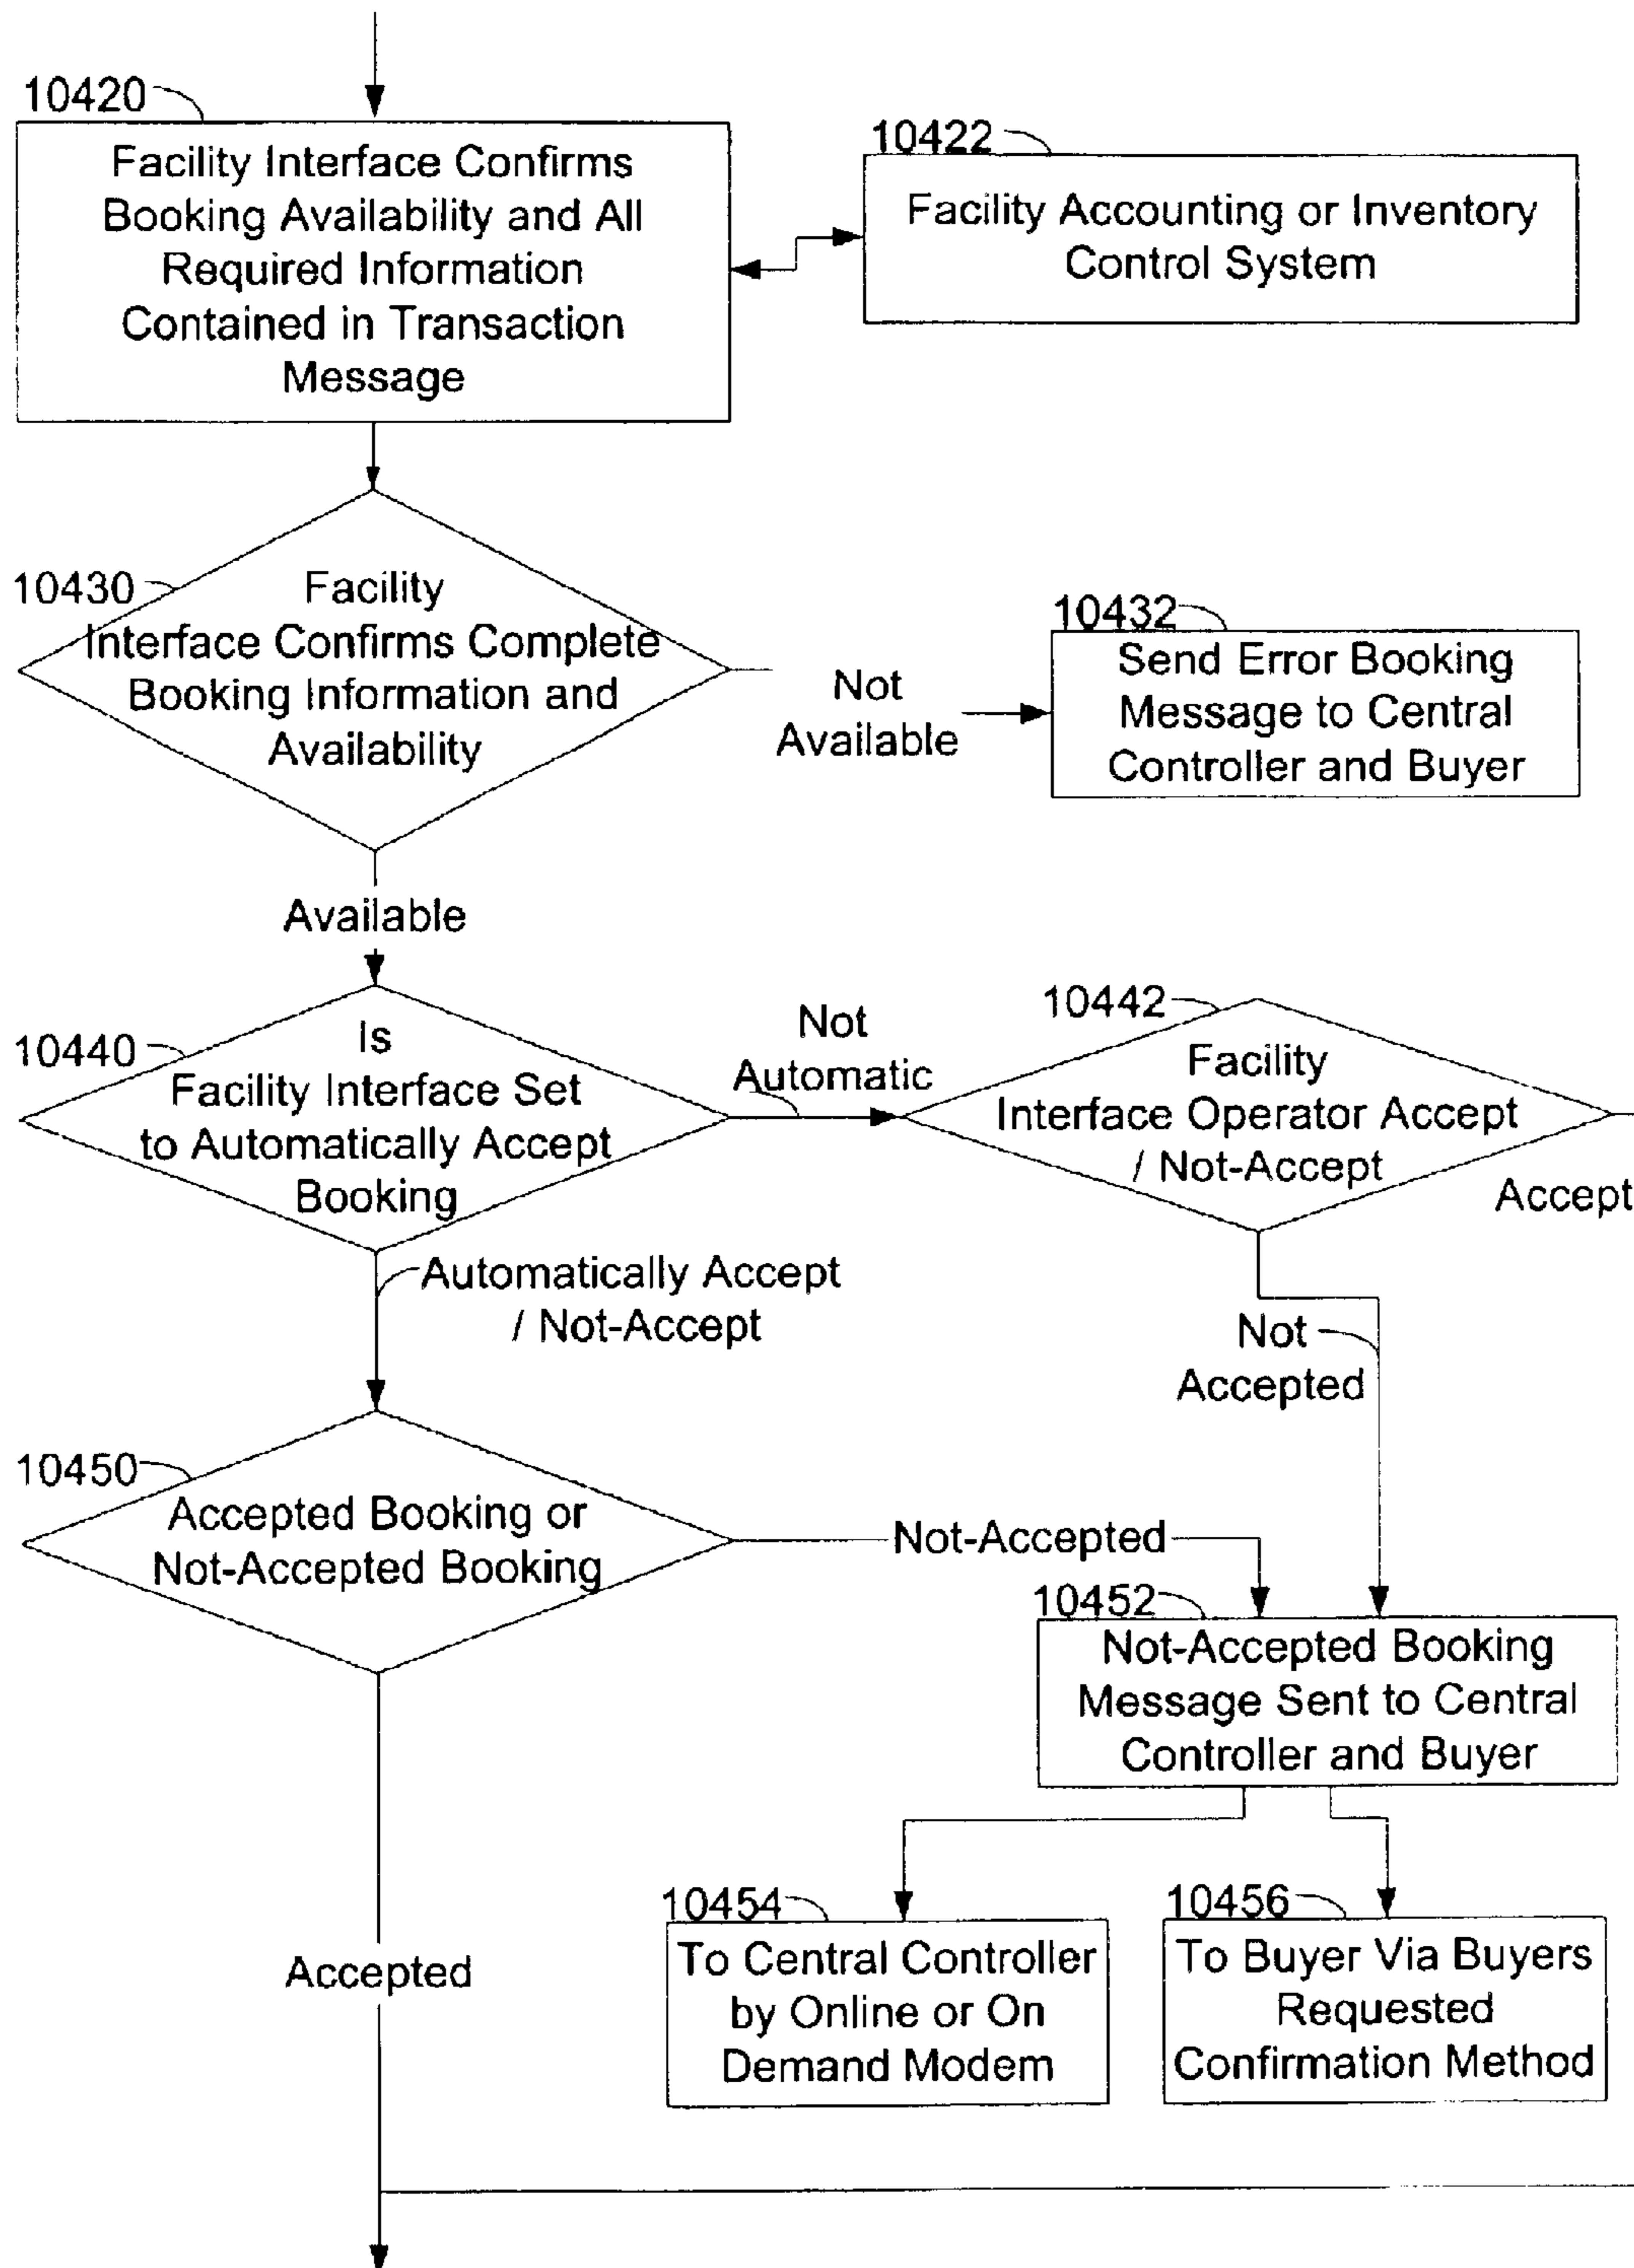 10420
Facility Interface Confirms
Booking Availability and All
Required Information
Contained in Transaction
Message
10422
Facility Accounting or Inventory
Control System
10430
Facility
Interface Confirms Complete
Booking Information and
Availability
Not
Available
10432
Send Error Booking
Message to Central
Controller and Buyer
Available
10440
Is
Facility Interface Set
to Automatically Accept
Booking
Not
Automatic
10442
Facility
Interface Operator Accept
/ Not-Accept
Accept
Automatically Accept
/ Not-Accept
Not
Accepted
10450
Accepted Booking or
Not-Accepted Booking
Not-Accepted
10452
Not-Accepted Booking
Message Sent to Central
Controller and Buyer
10454
To Central Controller
by Online or On
Demand Modem
10456
To Buyer Via Buyers
Requested
Confirmation Method
Accepted